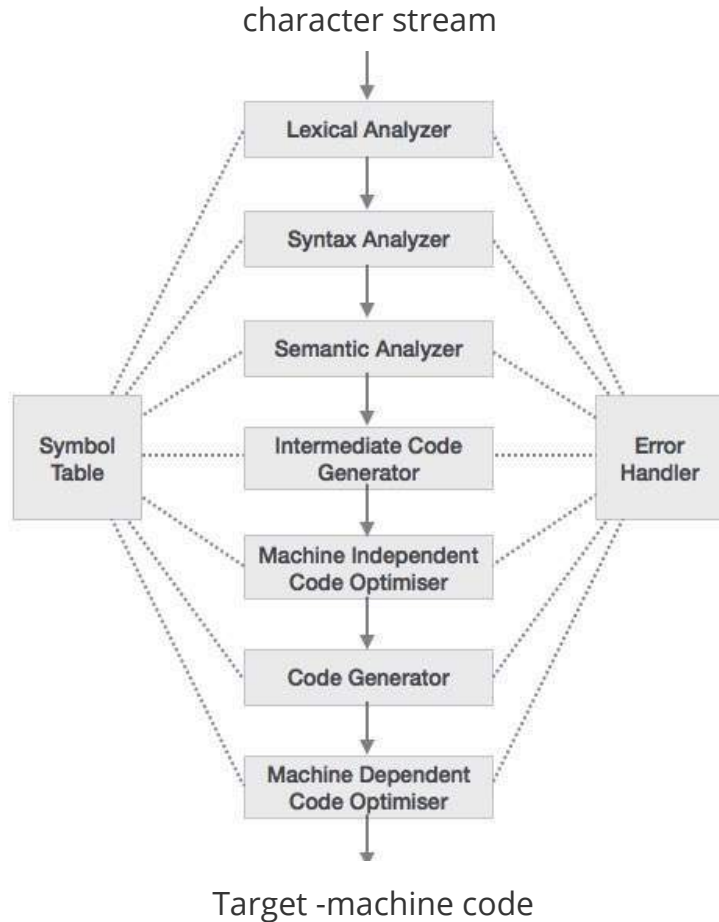 character stream
Lexical Analyzer
Syntax Analyzer
Semantic Analyzer
Symbol
Table
Intermediate Code
Generator
Error
Handler
Machine Independent
Code Optimiser
Code Generator
Machine Dependent
Code Optimiser
Target -machine code